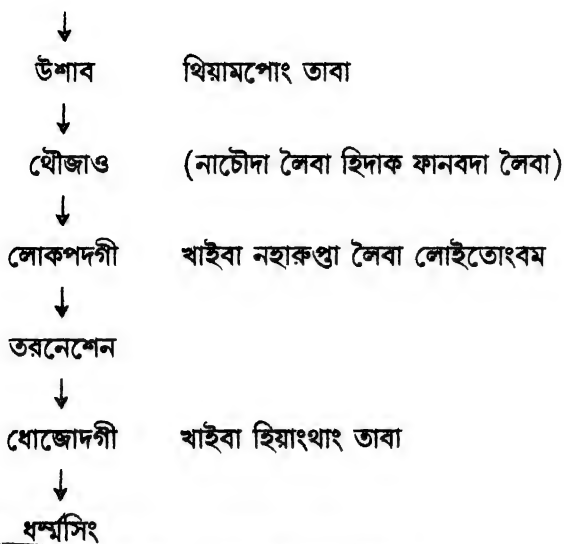 ↓
উশাব থিয়ামপোং তাবা
↓
থৌজাও (নাচৌদা লৈবা হিদাক ফানবদা লৈবা)
↓
লোকপদগী খাইবা নহারুপ্তা লৈবা লোইতোংবম
↓
তরনেশেন
↓
ধোজোদগী খাইবা হিয়াংথাং তাবা
↓
ধর্ম্মসিং